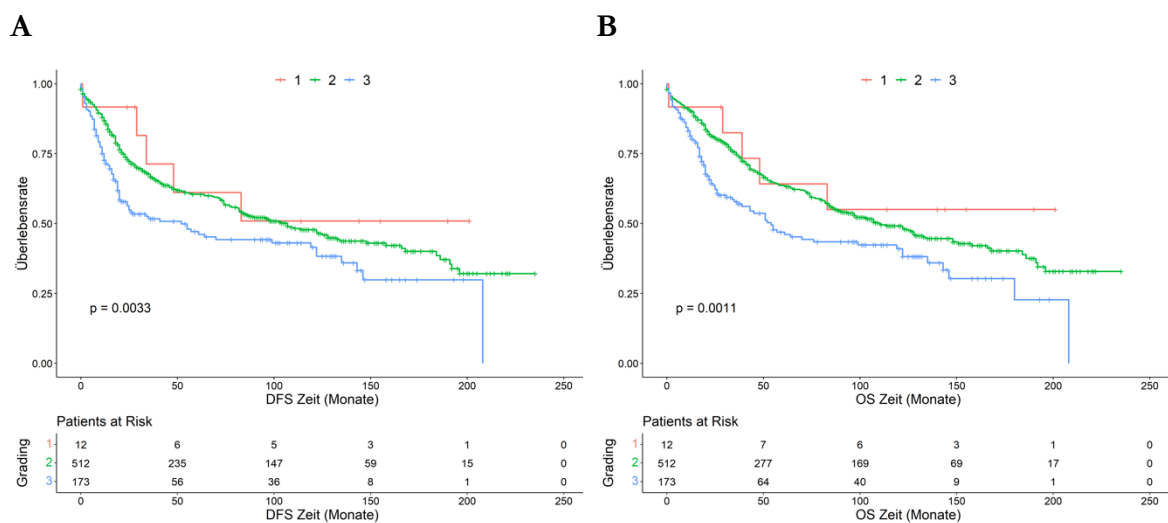 A
1 2 3
1.00
0.75
0.50
0.25
0.00
Überlebensrate
p = 0.0033
0 50 100 150 200 250
DFS Zeit (Monate)
Patients at Risk
Grading
1 12 6 5 3 1 0
2 512 235 147 59 15 0
3 173 56 36 8 1 0
0 50 100 150 200 250
DFS Zeit (Monate)
B
1 2 3
1.00
0.75
0.50
0.25
0.00
Überlebensrate
p = 0.0011
0 50 100 150 200 250
OS Zeit (Monate)
Patients at Risk
Grading
1 12 7 6 3 1 0
2 512 277 169 69 17 0
3 173 64 40 9 1 0
0 50 100 150 200 250
OS Zeit (Monate)